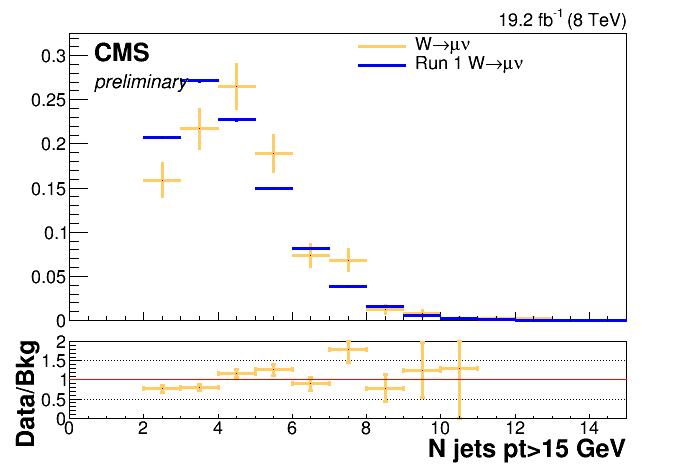 19.2 fb⁻¹ (8 TeV)
CMS
preliminary
W→μν
Run 1 W→μν
0.3
0.25
0.2
0.15
0.1
0.05
0
2
1.5
1
0.5
0
Data/Bkg
0 2 4 6 8 10 12 14
N jets pt>15 GeV